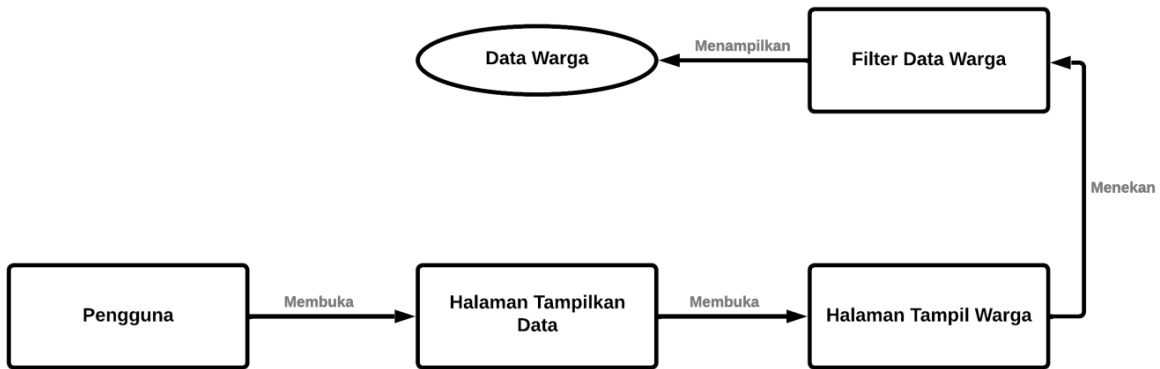 Data Warga
Menampilkan
Filter Data Warga
Menekan
Pengguna
Membuka
Halaman Tampilkan
Data
Membuka
Halaman Tampil Warga